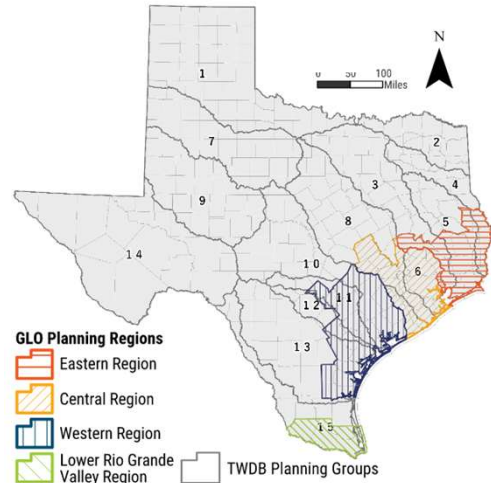 N
0 50 100
Miles
1
2
7
3
4
9
5
8
14
10
6
12
11
13
15
GLO Planning Regions
Eastern Region
Central Region
Western Region
Lower Rio Grande
Valley Region
TWDB Planning Groups